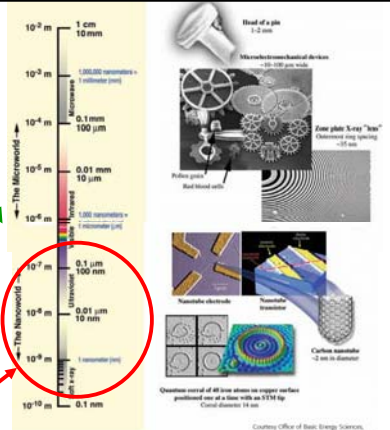 10⁻² m
1 cm
10 mm
10⁻³ m
1,000,000 nanometers =
1 millimeter (mm)
Microwave
10⁻⁴ m
0.1 mm
100 μm
The Microworld
10⁻⁵ m
0.01 mm
10 μm
Infrared
10⁻⁶ m
1,000 nanometers =
1 micrometer (μm)
Visible
10⁻⁷ m
0.1 μm
100 nm
Ultraviolet
The Nanoworld
10⁻⁸ m
0.01 μm
10 nm
10⁻⁹ m
1 nanometer (nm)
x-ray
10⁻¹⁰ m
0.1 nm
Head of a pin
1-2 mm
Microelectromechanical devices
~10-100 μm wide
Pollen grain
Red blood cells
Zone plate X-ray "lens"
Outermost ring spacing
~35 nm
Nanotube electrode
Nanotube
transistor
Carbon nanotube
~2 nm in diameter
Quantum corral of 48 iron atoms on copper surface
positioned one at a time with an STM tip
Corral diameter 14 nm
Courtesy Office of Basic Energy Sciences,